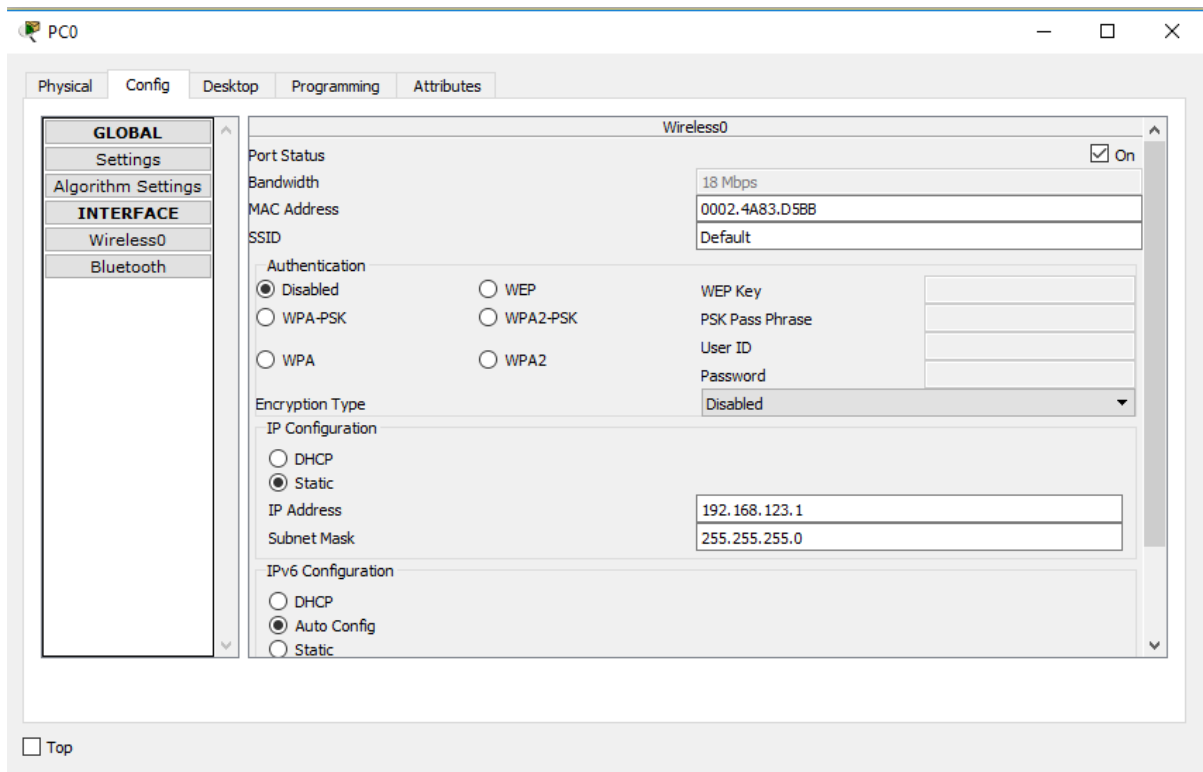 PC0
Physical Config Desktop Programming Attributes
GLOBAL
Settings
Algorithm Settings
INTERFACE
Wireless0
Bluetooth
Wireless0
Port Status On
Bandwidth 18 Mbps
MAC Address 0002.4A83.D5BB
SSID Default
Authentication
Disabled WEP WEP Key
WPA-PSK WPA2-PSK PSK Pass Phrase
User ID
WPA WPA2
Password
Encryption Type Disabled
IP Configuration
DHCP
Static
IP Address 192.168.123.1
Subnet Mask 255.255.255.0
IPv6 Configuration
DHCP
Auto Config
Static
Top